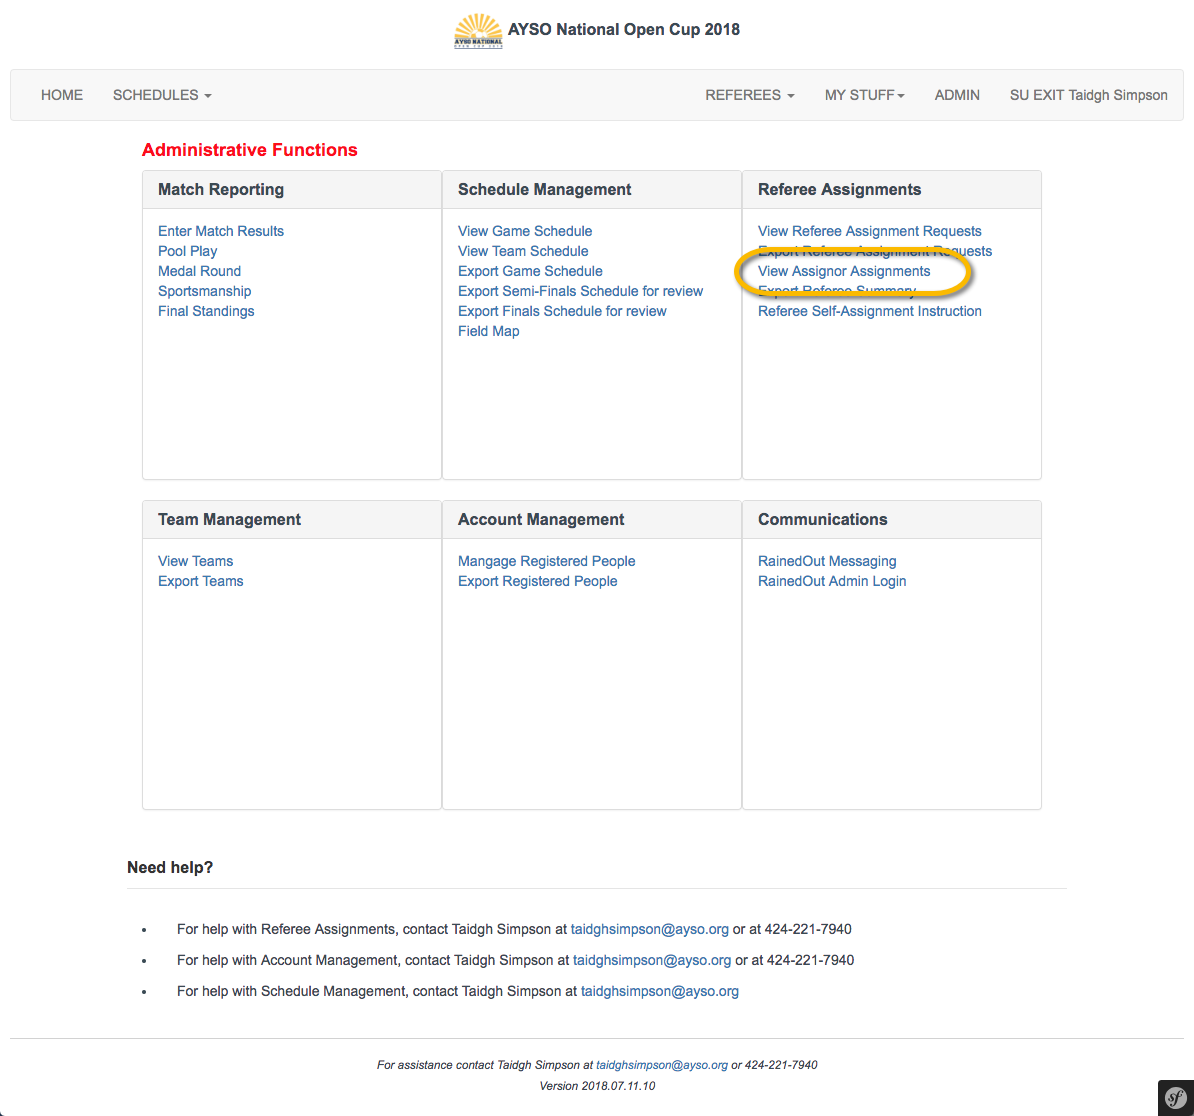 AYSO NATIONAL
OPEN CUP 2018
AYSO National Open Cup 2018
HOME SCHEDULES REFEREES MY STUFF ADMIN SU EXIT Taidgh Simpson
Administrative Functions
Match Reporting
Enter Match Results
Pool Play
Medal Round
Sportsmanship
Final Standings
Schedule Management
View Game Schedule
View Team Schedule
Export Game Schedule
Export Semi-Finals Schedule for review
Export Finals Schedule for review
Field Map
Referee Assignments
View Referee Assignment Requests
Export Referee Assignment Requests
View Assignor Assignments
Export Referee Summary
Referee Self-Assignment Instruction
Team Management
View Teams
Export Teams
Account Management
Mangage Registered People
Export Registered People
Communications
RainedOut Messaging
RainedOut Admin Login
Need help?
• For help with Referee Assignments, contact Taidgh Simpson at taidghsimpson@ayso.org or at 424-221-7940
• For help with Account Management, contact Taidgh Simpson at taidghsimpson@ayso.org or at 424-221-7940
• For help with Schedule Management, contact Taidgh Simpson at taidghsimpson@ayso.org
For assistance contact Taidgh Simpson at taidghsimpson@ayso.org or 424-221-7940
Version 2018.07.11.10
sf